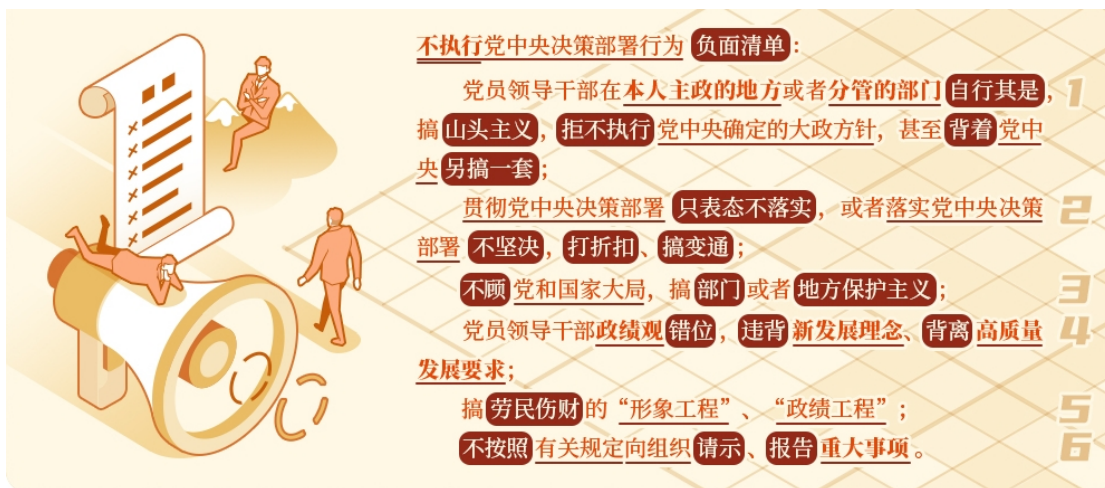 不执行党中央决策部署行为 负面清单：
党员领导干部在本人主政的地方或者分管的部门自行其是， 1
搞山头主义，拒不执行党中央确定的大政方针，甚至背着党中
央另搞一套；
贯彻党中央决策部署只表态不落实，或者落实党中央决策 2
部署不坚决，打折扣、搞变通；
不顾党和国家大局，搞部门或者地方保护主义； 3
党员领导干部政绩观错位，违背新发展理念、背离高质量 4
发展要求；
搞劳民伤财的“形象工程”、“政绩工程”； 5
不按照有关规定向组织请示、报告重大事项。 6